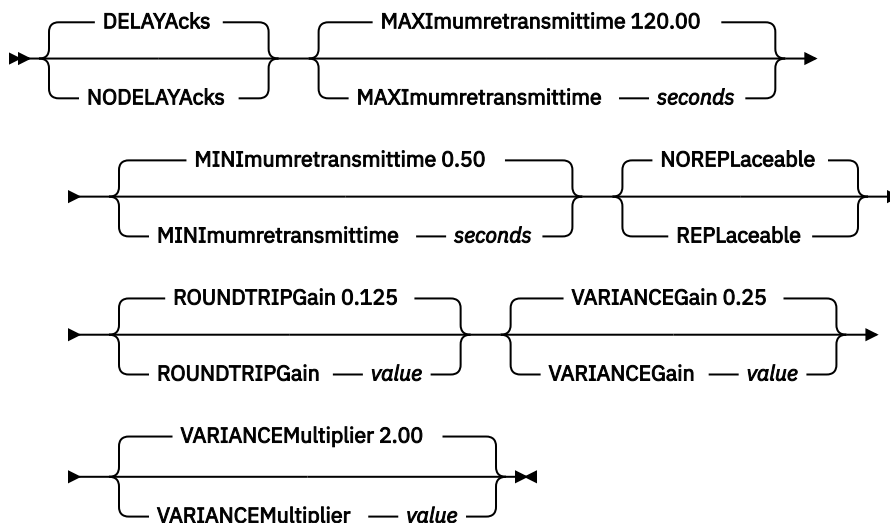 DELAYAcks MAXImumretransmittime 120.00
NODELAYAcks MAXImumretransmittime seconds
MINImumretransmittime 0.50 NOREPLaceable
MINImumretransmittime seconds REPLaceable
ROUNDTRIPGain 0.125 VARIANCEGain 0.25
ROUNDTRIPGain value VARIANCEGain value
VARIANCEMultiplier 2.00
VARIANCEMultiplier value